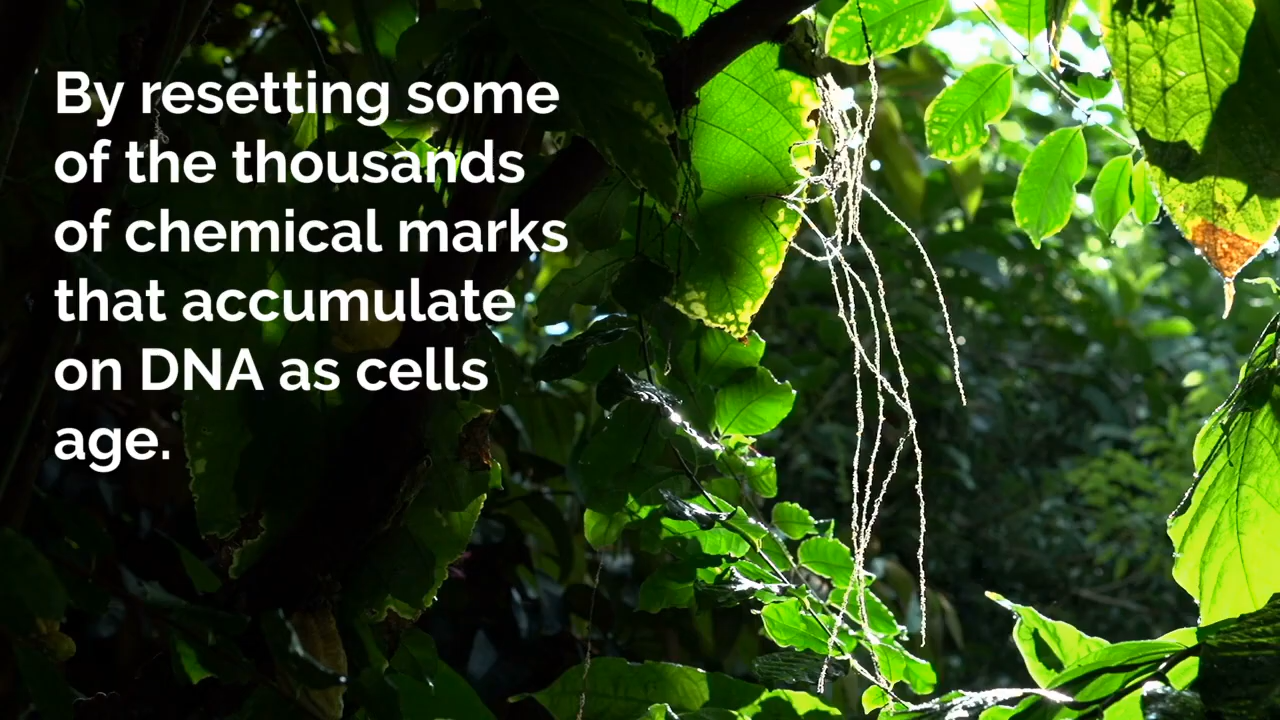 By resetting some
of the thousands
of chemical marks
that accumulate
on DNA as cells
age.